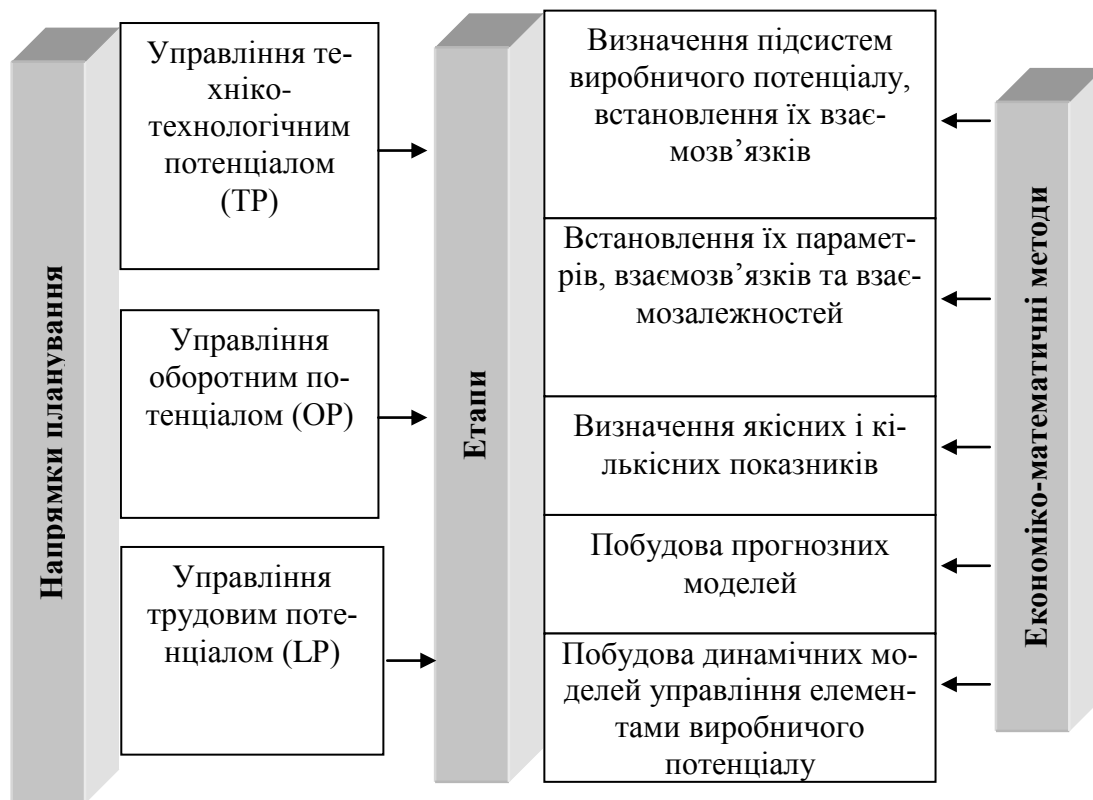 Напрямки планування
Управління те-
хніко-
технологічним
потенціалом
(ТР)
Управління
оборотним по-
тенціалом (ОР)
Управління
трудовим поте-
нціалом (LP)
Етапи
Визначення підсистем
виробничого потенціалу,
встановлення їх взає-
мозв’язків
Встановлення їх парамет-
рів, взаємозв’язків та взає-
мозалежностей
Визначення якісних і кі-
лькісних показників
Побудова прогнозних
моделей
Побудова динамічних мо-
делей управління елемен-
тами виробничого
потенціалу
Економіко-математичні методи